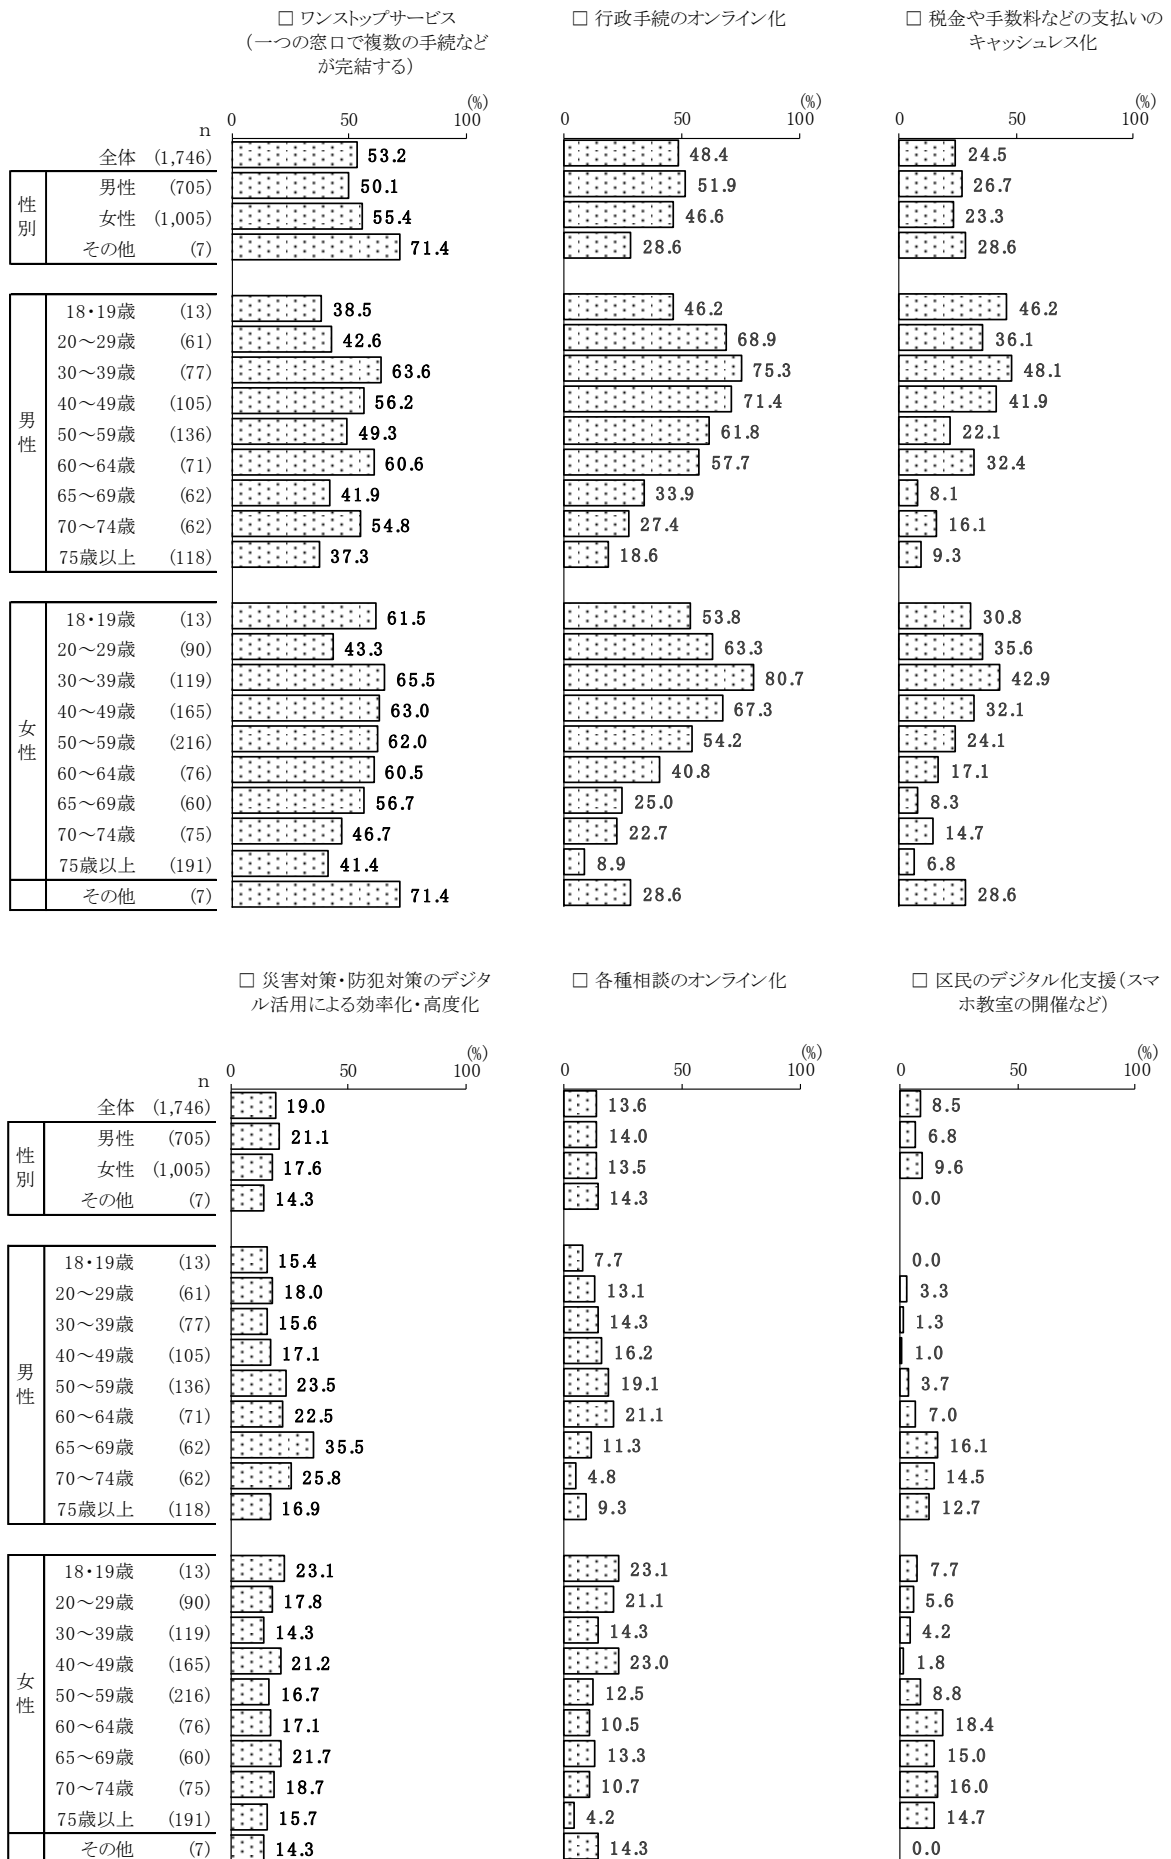 □ ワンストップサービス
（一つの窓口で複数の手続など
が完結する）
□ 行政手続のオンライン化
□ 税金や手数料などの支払いの
キャッシュレス化
(%) (%) (%)
n 0 50 100 0 50 100 0 50 100
全体 (1,746) 53.2 48.4 24.5
性別
男性 (705) 50.1 51.9 26.7
女性 (1,005) 55.4 46.6 23.3
その他 (7) 71.4 28.6 28.6
男性
18・19歳 (13) 38.5 46.2 46.2
20～29歳 (61) 42.6 68.9 36.1
30～39歳 (77) 63.6 75.3 48.1
40～49歳 (105) 56.2 71.4 41.9
50～59歳 (136) 49.3 61.8 22.1
60～64歳 (71) 60.6 57.7 32.4
65～69歳 (62) 41.9 33.9 8.1
70～74歳 (62) 54.8 27.4 16.1
75歳以上 (118) 37.3 18.6 9.3
女性
18・19歳 (13) 61.5 53.8 30.8
20～29歳 (90) 43.3 63.3 35.6
30～39歳 (119) 65.5 80.7 42.9
40～49歳 (165) 63.0 67.3 32.1
50～59歳 (216) 62.0 54.2 24.1
60～64歳 (76) 60.5 40.8 17.1
65～69歳 (60) 56.7 25.0 8.3
70～74歳 (75) 46.7 22.7 14.7
75歳以上 (191) 41.4 8.9 6.8
その他 (7) 71.4 28.6 28.6
□ 災害対策・防犯対策のデジタ
ル活用による効率化・高度化
□ 各種相談のオンライン化
□ 区民のデジタル化支援（スマ
ホ教室の開催など）
(%) (%) (%)
n 0 50 100 0 50 100 0 50 100
全体 (1,746) 19.0 13.6 8.5
性別
男性 (705) 21.1 14.0 6.8
女性 (1,005) 17.6 13.5 9.6
その他 (7) 14.3 14.3 0.0
男性
18・19歳 (13) 15.4 7.7 0.0
20～29歳 (61) 18.0 13.1 3.3
30～39歳 (77) 15.6 14.3 1.3
40～49歳 (105) 17.1 16.2 1.0
50～59歳 (136) 23.5 19.1 3.7
60～64歳 (71) 22.5 21.1 7.0
65～69歳 (62) 35.5 11.3 16.1
70～74歳 (62) 25.8 4.8 14.5
75歳以上 (118) 16.9 9.3 12.7
女性
18・19歳 (13) 23.1 23.1 7.7
20～29歳 (90) 17.8 21.1 5.6
30～39歳 (119) 14.3 14.3 4.2
40～49歳 (165) 21.2 23.0 1.8
50～59歳 (216) 16.7 12.5 8.8
60～64歳 (76) 17.1 10.5 18.4
65～69歳 (60) 21.7 13.3 15.0
70～74歳 (75) 18.7 10.7 16.0
75歳以上 (191) 15.7 4.2 14.7
その他 (7) 14.3 14.3 0.0